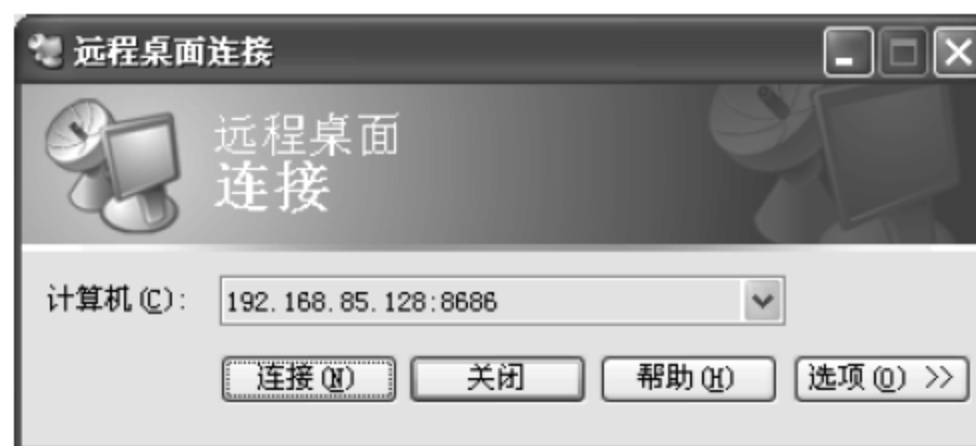 远程桌面连接
远程桌面
连接
计算机(C): 192.168.85.128:8686
连接(N) 关闭 帮助(H) 选项(O) >>